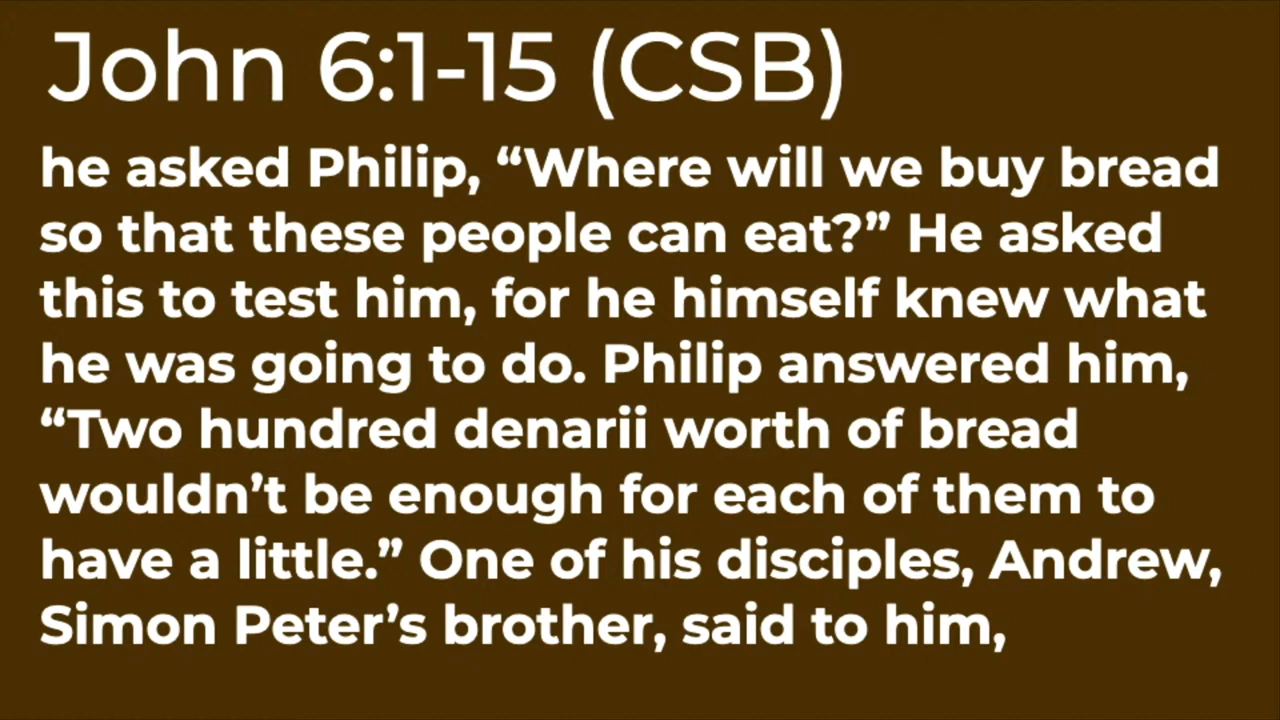 John 6:1-15 (CSB)
he asked Philip, “Where will we buy bread
so that these people can eat?” He asked
this to test him, for he himself knew what
he was going to do. Philip answered him,
“Two hundred denarii worth of bread
wouldn’t be enough for each of them to
have a little.” One of his disciples, Andrew,
Simon Peter’s brother, said to him,